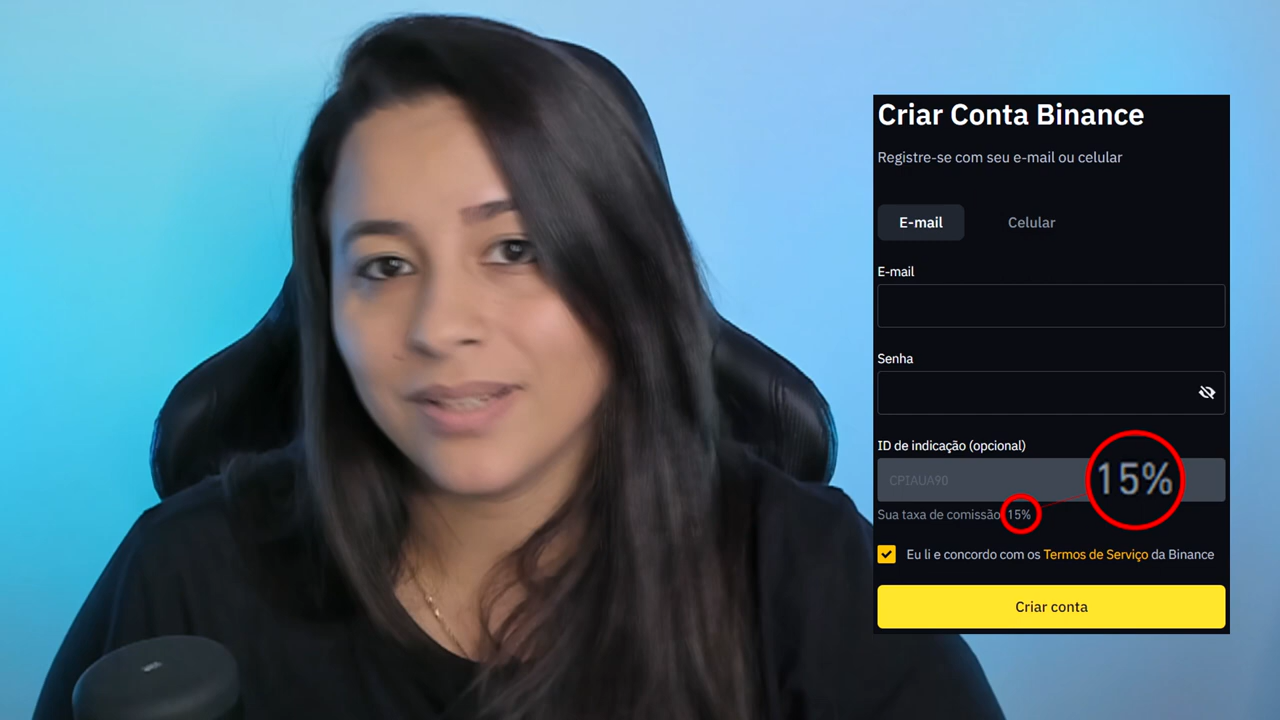 Criar Conta Binance
Registre-se com seu e-mail ou celular
E-mail Celular
E-mail
Senha
ID de indicação (opcional)
CPIAUA90
15%
Sua taxa de comissão 15%
Eu li e concordo com os Termos de Serviço da Binance
Criar conta